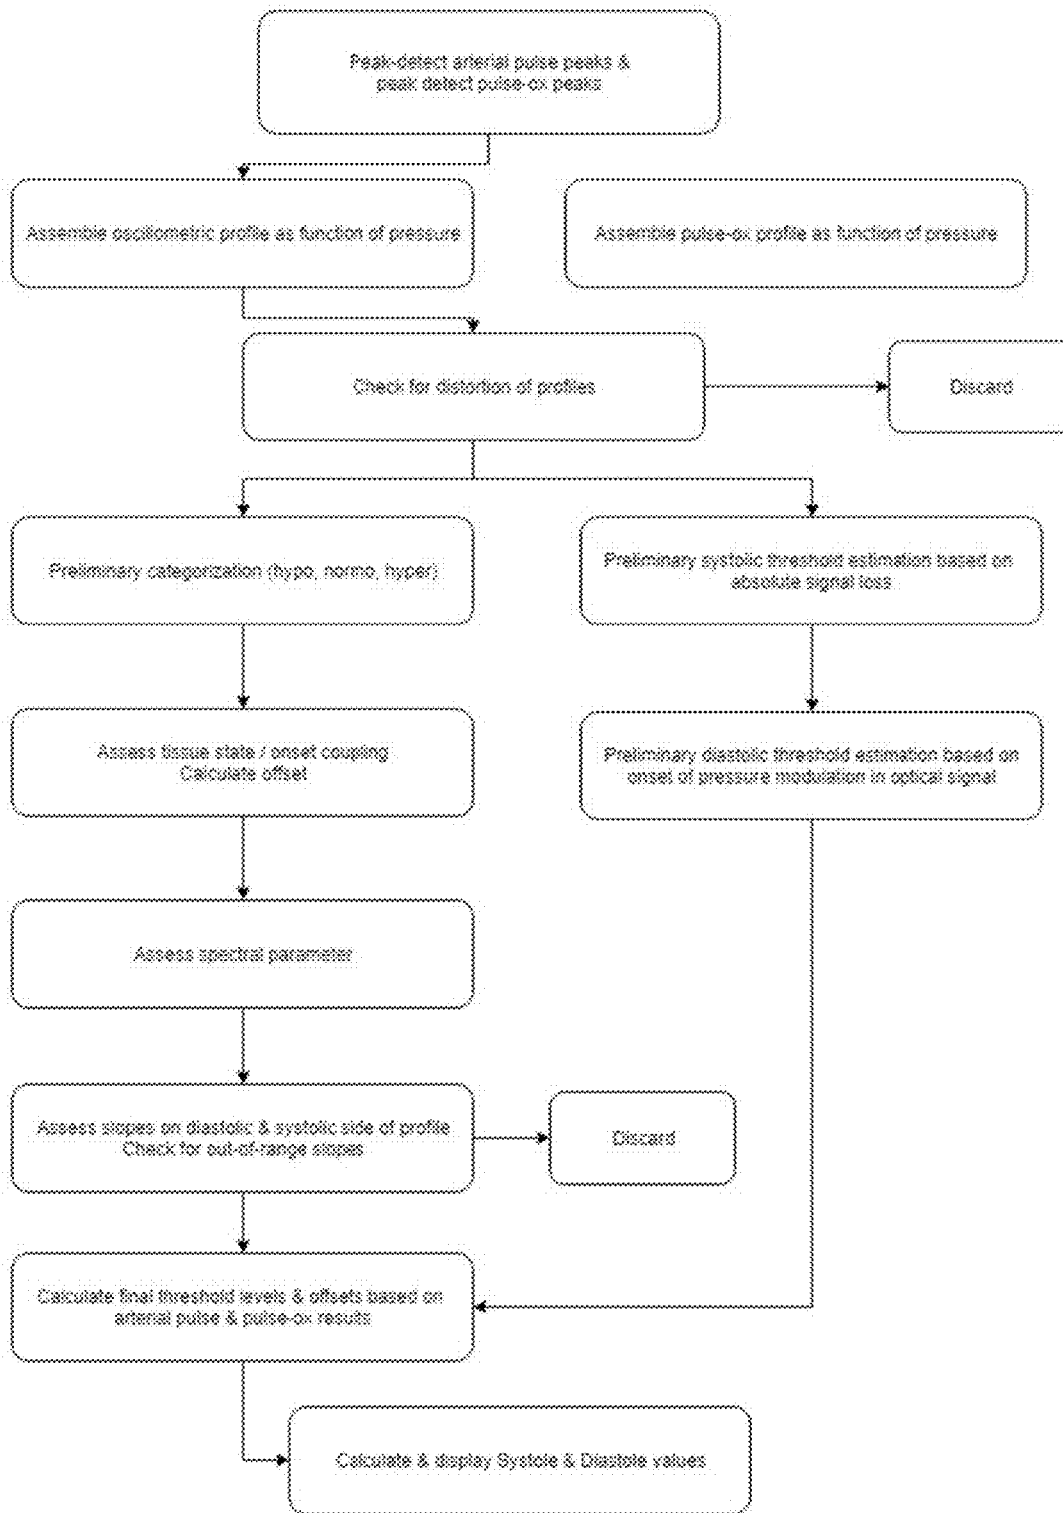 Peak-detect arterial pulse peaks &
peak detect pulse-ox peaks
Assemble oscillometric profile as function of pressure
Assemble pulse-ox profile as function of pressure
Check for distortion of profiles
Discard
Preliminary categorization (hypo, normo, hyper)
Preliminary systolic threshold estimation based on
absolute signal loss
Assess tissue state / onset coupling
Calculate offset
Preliminary diastolic threshold estimation based on
onset of pressure modulation in optical signal
Assess spectral parameter
Assess slopes on diastolic & systolic side of profile
Check for out-of-range slopes
Discard
Calculate final threshold levels & offsets based on
arterial pulse & pulse-ox results
Calculate & display Systole & Diastole values